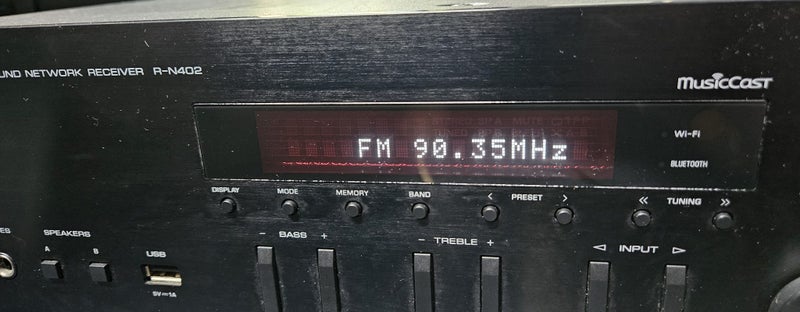 UND NETWORK RECEIVER R-N402
MusicCast
FM 90.35MHz
Wi-Fi
BLUETOOTH
DISPLAY MODE MEMORY BAND < PRESET > << TUNING >>
ES
SPEAKERS
A B
USB
5V⎓1A
− BASS +
− TREBLE +
◁ INPUT ▷